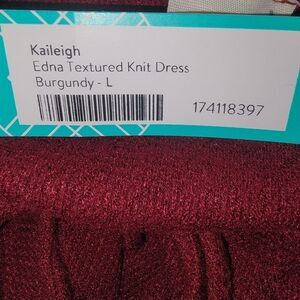 Kaileigh
Edna Textured Knit Dress
Burgundy - L
174118397